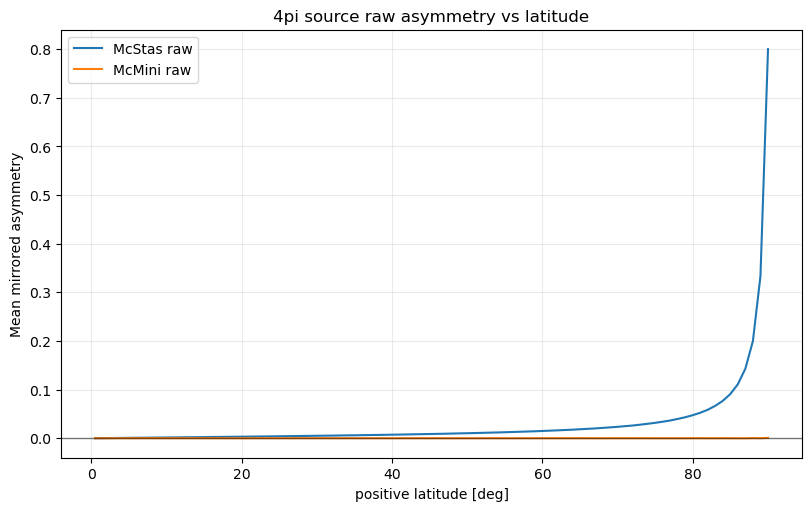 4pi source raw asymmetry vs latitude
McStas raw
McMini raw
Mean mirrored asymmetry
0.8
0.7
0.6
0.5
0.4
0.3
0.2
0.1
0.0
0 20 40 60 80
positive latitude [deg]